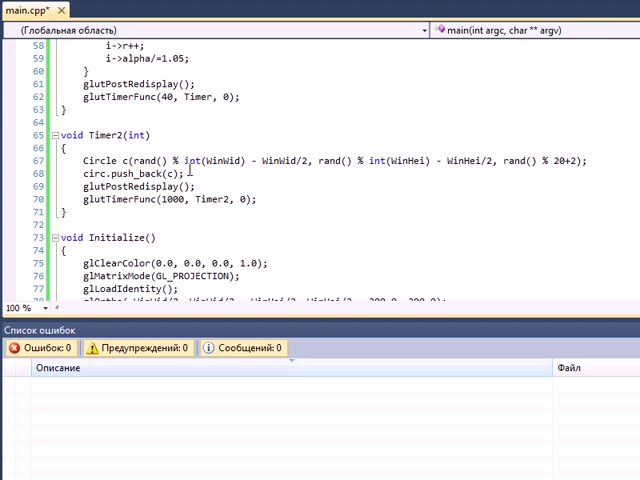 main.cpp*
(Глобальная область)
main(int argc, char ** argv)
58 i->r++;
59 i->alpha/=1.05;
60 }
61 glutPostRedisplay();
62 glutTimerFunc(40, Timer, 0);
63 }
64
65 void Timer2(int)
66 {
67 Circle c(rand() % int(WinWid) - WinWid/2, rand() % int(WinHei) - WinHei/2, rand() % 20+2);
68 circ.push_back(c);
69 glutPostRedisplay();
70 glutTimerFunc(1000, Timer2, 0);
71 }
72
73 void Initialize()
74 {
75 glClearColor(0.0, 0.0, 0.0, 1.0);
76 glMatrixMode(GL_PROJECTION);
77 glLoadIdentity();
100 %
Список ошибок
Ошибок: 0 Предупреждений: 0 Сообщений: 0
Описание Файл